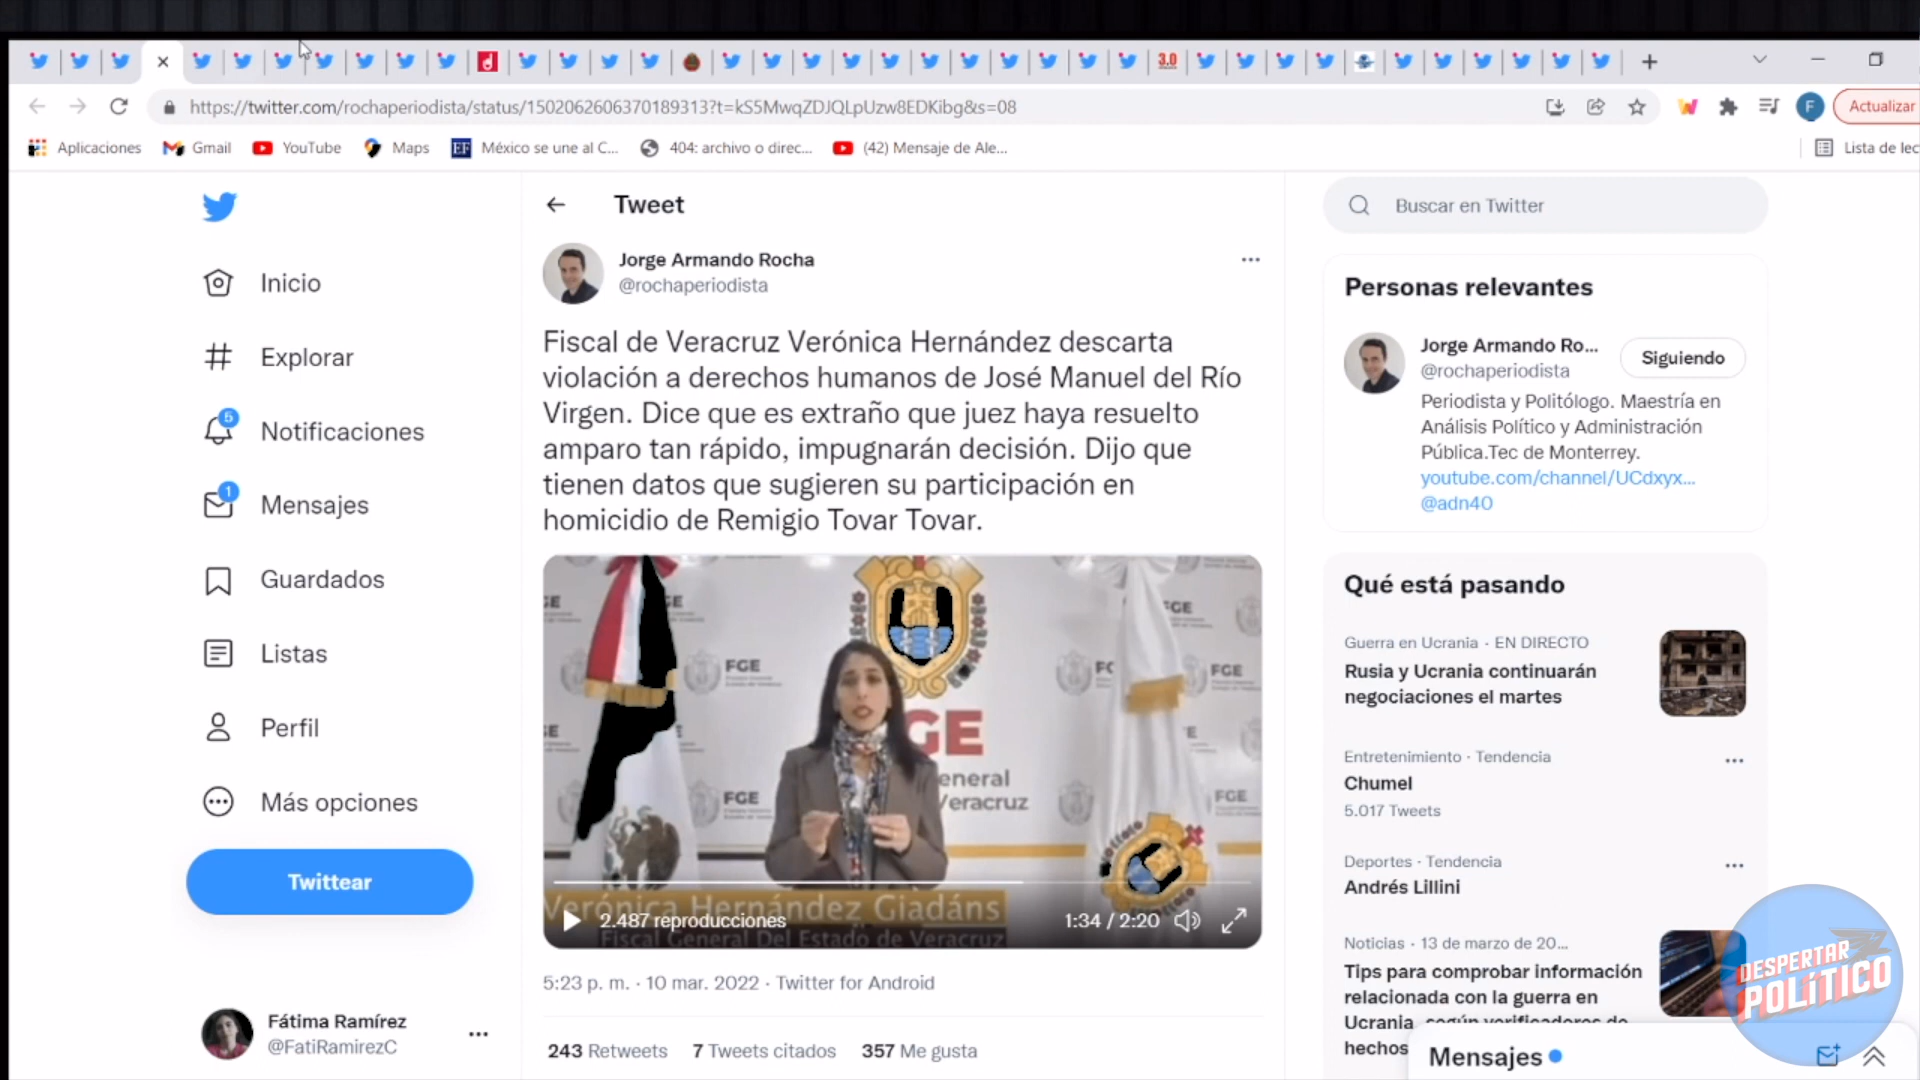 3.0
https://twitter.com/rochaperiodista/status/1502062606370189313?t=kS5MwqZDJQLpUzw8EDKibg&s=08
F
Actualizar
Aplicaciones
Gmail
YouTube
Maps
EF
México se une al C...
404: archivo o direc...
(42) Mensaje de Ale...
Lista de lec
Inicio
Explorar
5
Notificaciones
1
Mensajes
Guardados
Listas
Perfil
Más opciones
Twittear
Fátima Ramírez
@FatiRamirezC
Tweet
Jorge Armando Rocha
@rochaperiodista
Fiscal de Veracruz Verónica Hernández descarta
violación a derechos humanos de José Manuel del Río
Virgen. Dice que es extraño que juez haya resuelto
amparo tan rápido, impugnarán decisión. Dijo que
tienen datos que sugieren su participación en
homicidio de Remigio Tovar Tovar.
FGE
FGE
FGE
FGE
GE
eneral
Veracruz
Verónica Hernández Giadáns
Fiscal General Del Estado de Veracruz
2.487 reproducciones
1:34 / 2:20
5:23 p. m. · 10 mar. 2022 · Twitter for Android
243 Retweets 7 Tweets citados 357 Me gusta
Buscar en Twitter
Personas relevantes
Jorge Armando Ro...
@rochaperiodista
Siguiendo
Periodista y Politólogo. Maestría en
Análisis Político y Administración
Pública.Tec de Monterrey.
youtube.com/channel/UCdxyx...
@adn40
Qué está pasando
Guerra en Ucrania · EN DIRECTO
Rusia y Ucrania continuarán
negociaciones el martes
Entretenimiento · Tendencia
Chumel
5.017 Tweets
Deportes · Tendencia
Andrés Lillini
Noticias · 13 de marzo de 20...
Tips para comprobar información
relacionada con la guerra en
Ucrania, según verificadores de
hechos
Mensajes
DESPERTAR
POLÍTICO